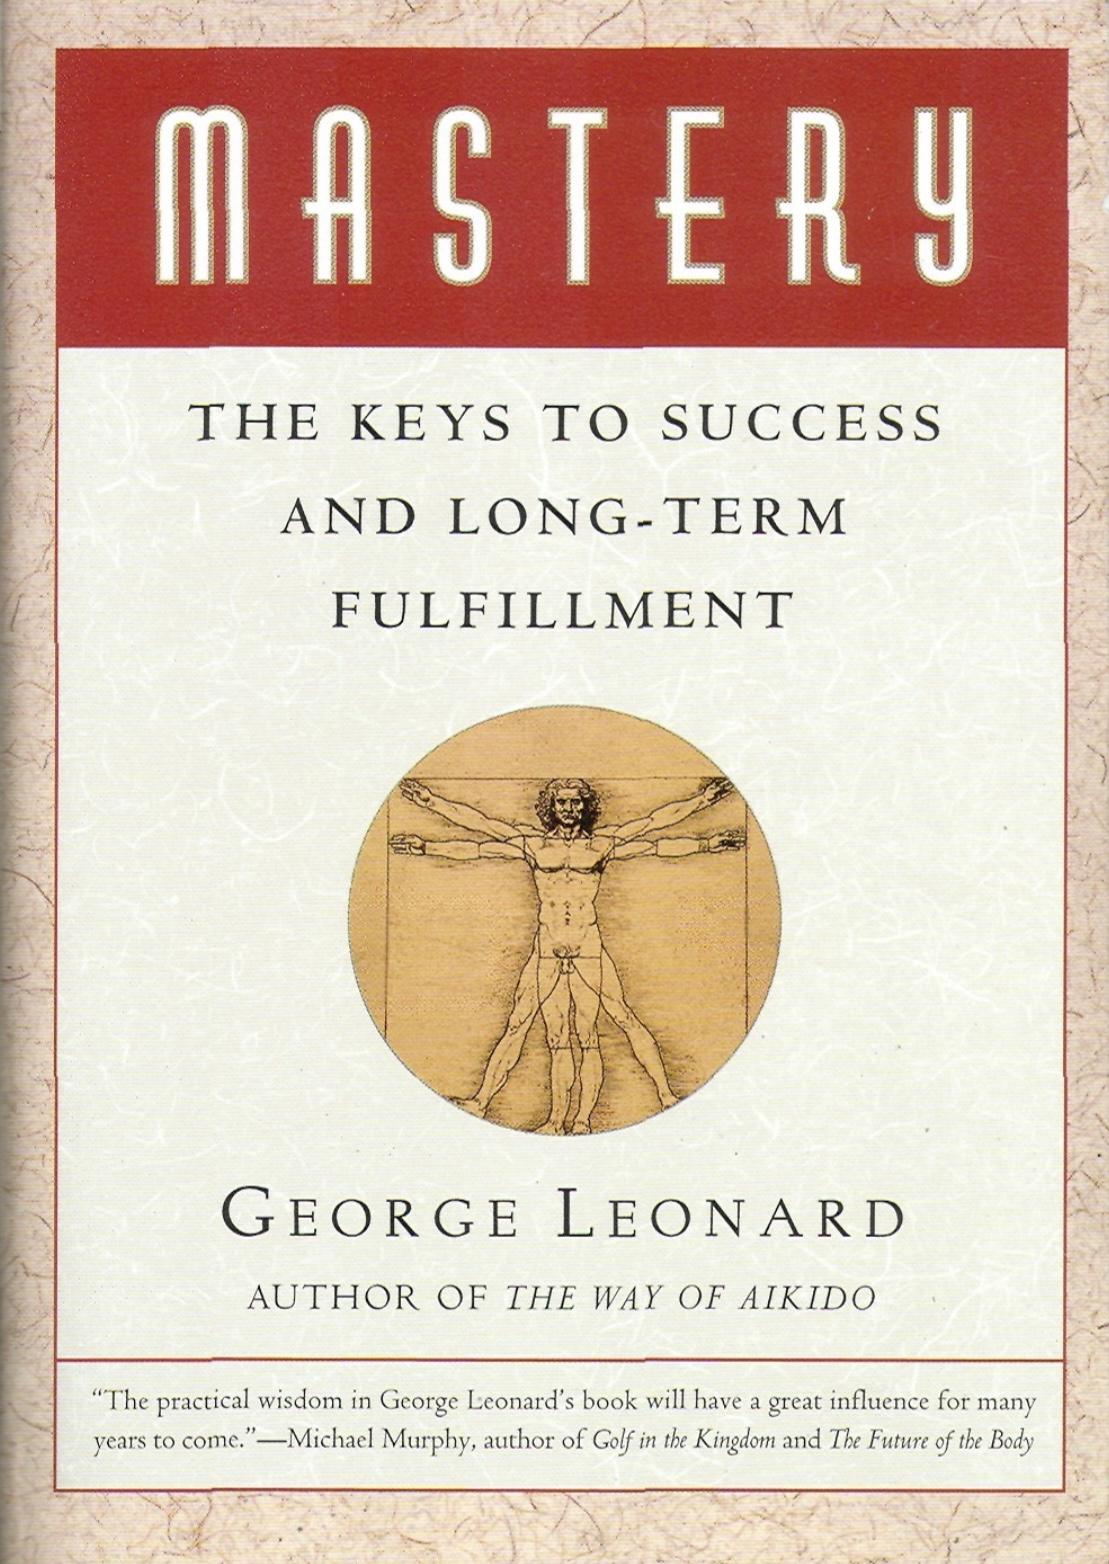 MASTERY
THE KEYS TO SUCCESS
AND LONG-TERM
FULFILLMENT
GEORGE LEONARD
AUTHOR OF THE WAY OF AIKIDO
“The practical wisdom in George Leonard’s book will have a great influence for many
years to come.”—Michael Murphy, author of Golf in the Kingdom and The Future of the Body